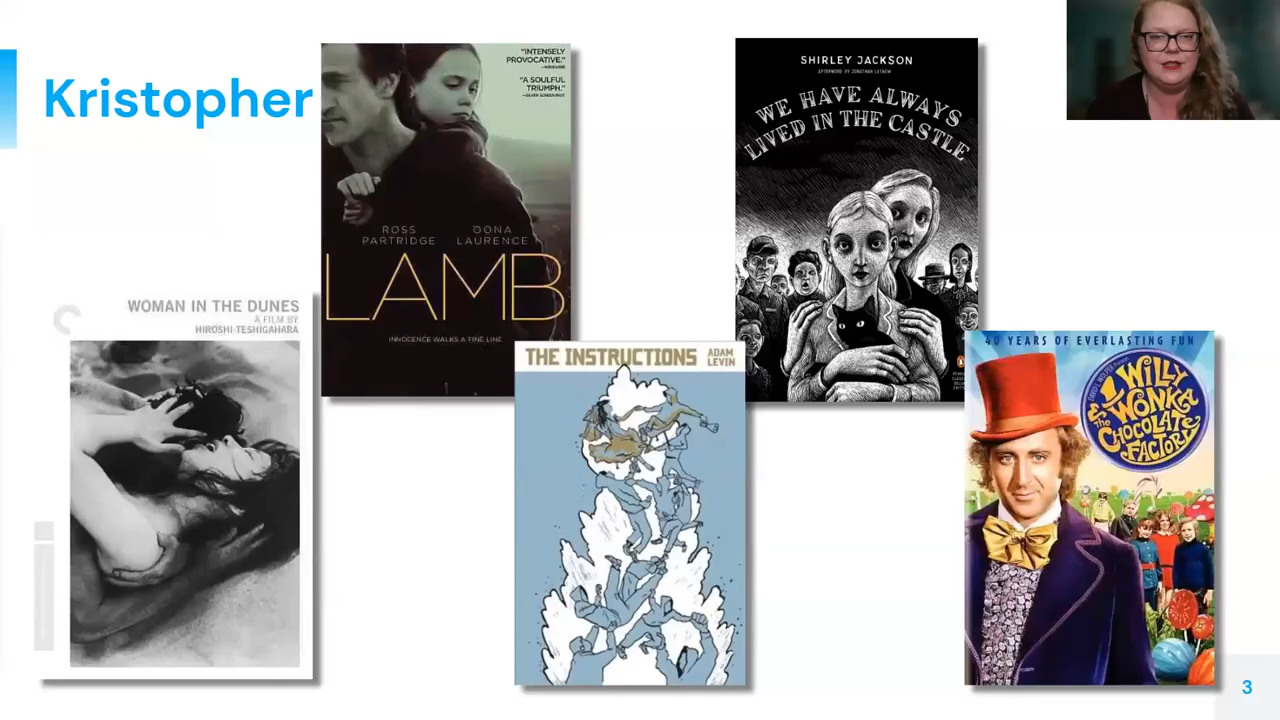 Kristopher
"INTENSELY
PROVOCATIVE."
"A SOULFUL
TRIUMPH."
ROSS
PARTRIDGE
OONA
LAURENCE
LAMB
INNOCENCE WALKS A FINE LINE
SHIRLEY JACKSON
AFTERWORD BY JONATHAN LETHEM
WE HAVE ALWAYS
LIVED IN THE CASTLE
WOMAN IN THE DUNES
A FILM BY
HIROSHI TESHIGAHARA
THE INSTRUCTIONS
ADAM
LEVIN
40 YEARS OF EVERLASTING FUN
WILLY
WONKA
& THE
CHOCOLATE
FACTORY
3